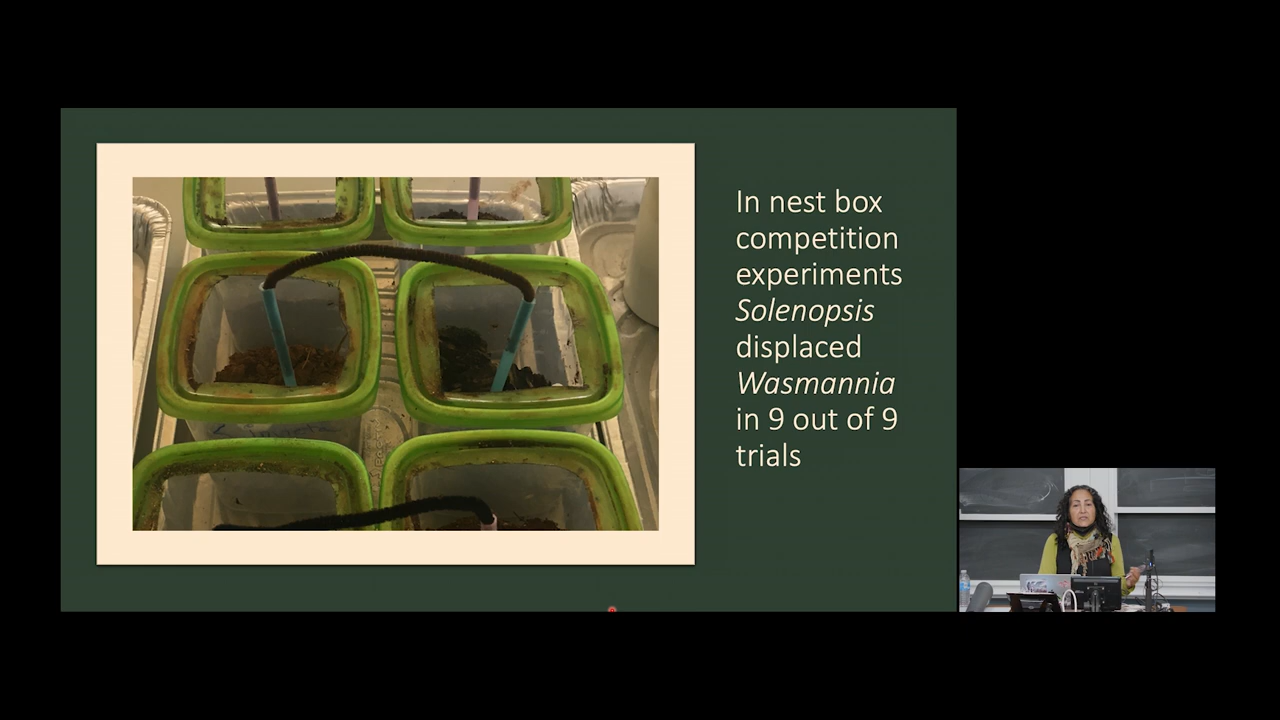 In nest box
competition
experiments
Solenopsis
displaced
Wasmannia
in 9 out of 9
trials